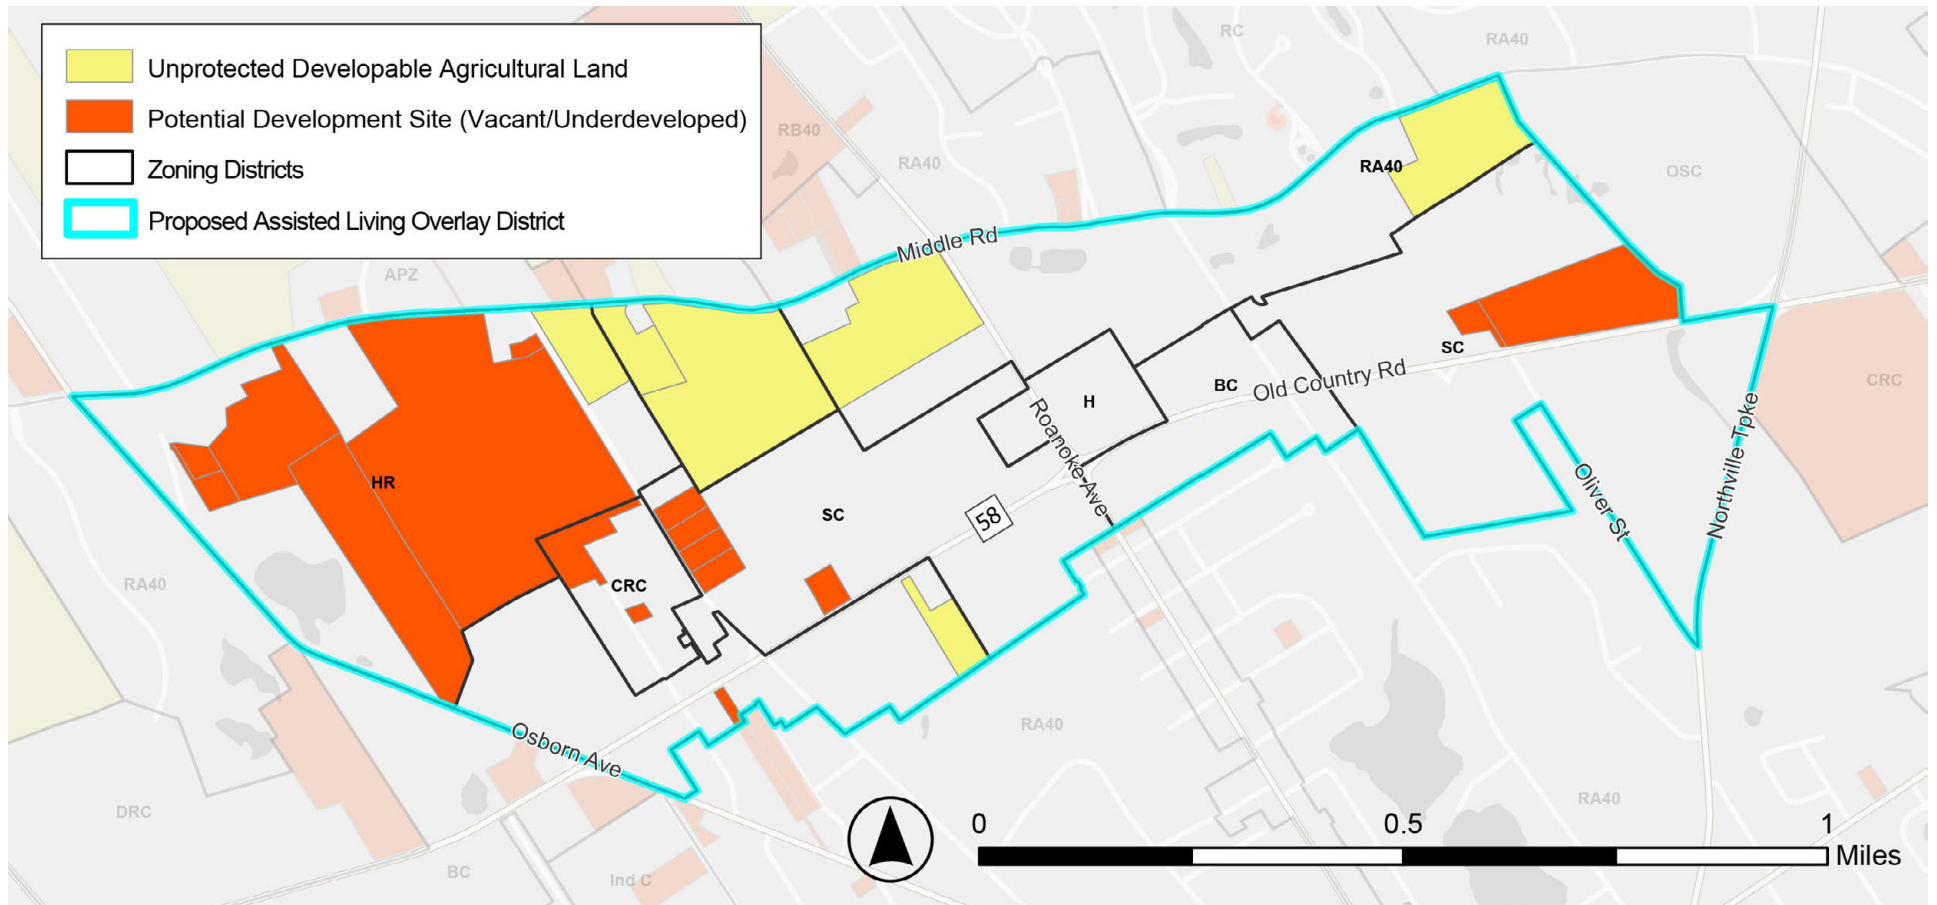 Unprotected Developable Agricultural Land
Potential Development Site (Vacant/Underdeveloped)
Zoning Districts
Proposed Assisted Living Overlay District
RC
RA40
RB40
RA40
RA40
OSC
Middle Rd
APZ
SC
Old Country Rd
BC
CRC
H
Roanoke Ave
Northville Tpke
HR
Oliver St
SC
58
RA40
CRC
RA40
Osborn Ave
RA40
DRC
BC
Ind C
0
0.5
1
Miles